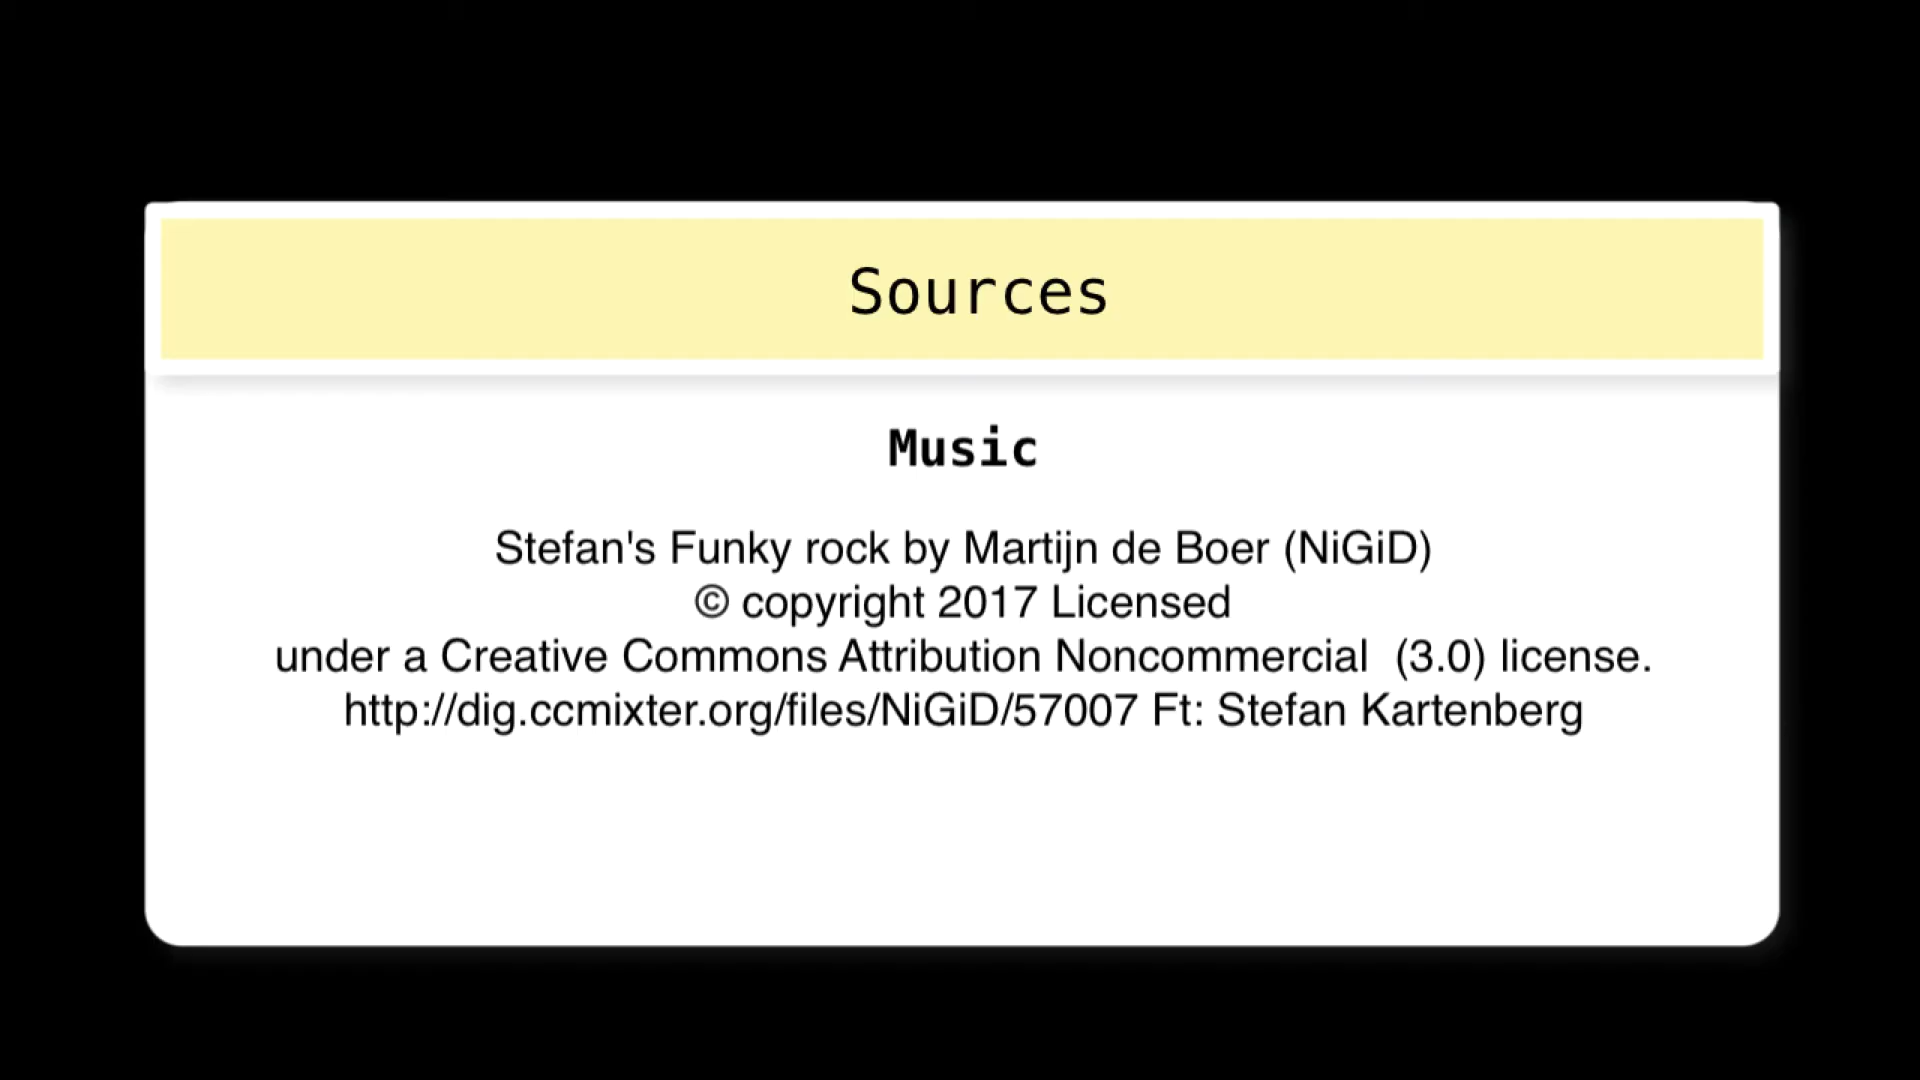 Sources
Music
Stefan's Funky rock by Martijn de Boer (NiGiD)
© copyright 2017 Licensed
under a Creative Commons Attribution Noncommercial  (3.0) license.
http://dig.ccmixter.org/files/NiGiD/57007 Ft: Stefan Kartenberg